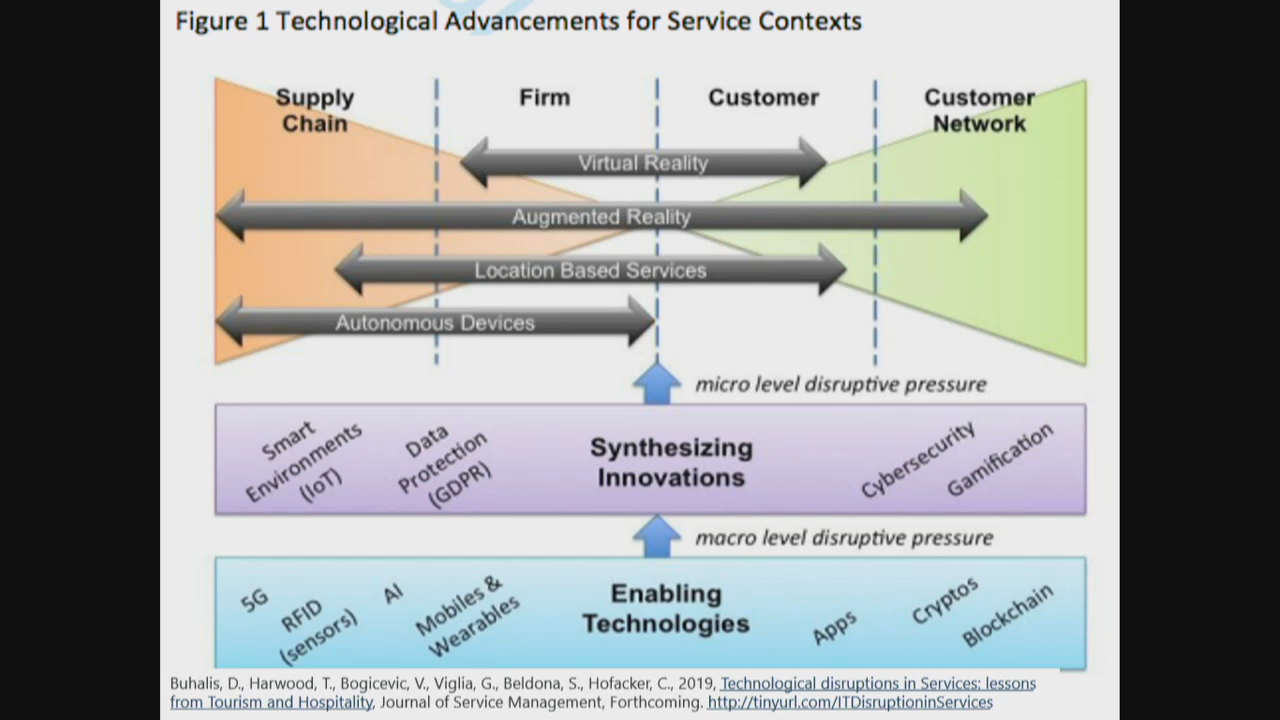 Figure 1 Technological Advancements for Service Contexts
Supply
Chain
Firm
Customer
Customer
Network
Virtual Reality
Augmented Reality
Location Based Services
Autonomous Devices
micro level disruptive pressure
Smart
Environments
(IoT)
Data
Protection
(GDPR)
Synthesizing
Innovations
Cybersecurity
Gamification
macro level disruptive pressure
5G
RFID
(sensors)
AI
Mobiles &
Wearables
Enabling
Technologies
Apps
Cryptos
Blockchain
Buhalis, D., Harwood, T., Bogicevic, V., Viglia, G., Beldona, S., Hofacker, C., 2019, Technological disruptions in Services: lessons
from Tourism and Hospitality, Journal of Service Management, Forthcoming. http://tinyurl.com/ITDisruptioninServices